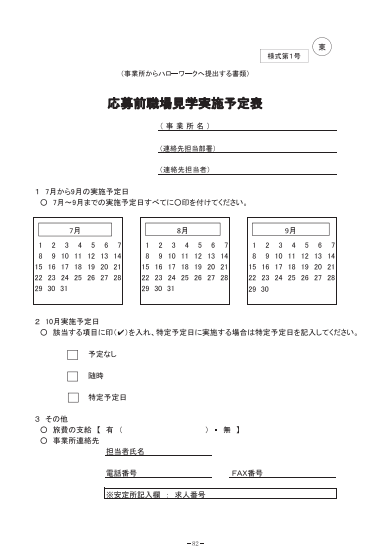 東
様式第1号
（事業所からハローワークへ提出する書類）
応募前職場見学実施予定表
（ 事 業 所 名 ）
（連絡先担当部署）
（連絡先担当者）
１ 7月から9月の実施予定日
○ 7月～9月までの実施予定日すべてに○印を付けてください。
7月
1 2 3 4 5 6 7
8 9 10 11 12 13 14
15 16 17 18 19 20 21
22 23 24 25 26 27 28
29 30 31
8月
1 2 3 4 5 6 7
8 9 10 11 12 13 14
15 16 17 18 19 20 21
22 23 24 25 26 27 28
29 30 31
9月
1 2 3 4 5 6 7
8 9 10 11 12 13 14
15 16 17 18 19 20 21
22 23 24 25 26 27 28
29 30
２ 10月実施予定日
○ 該当する項目に印（✔）を入れ、特定予定日に実施する場合は特定予定日を記入してください。
予定なし
随時
特定予定日
３ その他
○ 旅費の支給 【 有 （ ） ・ 無 】
○ 事業所連絡先
担当者氏名
電話番号 FAX番号
※安定所記入欄 ： 求人番号
－82－